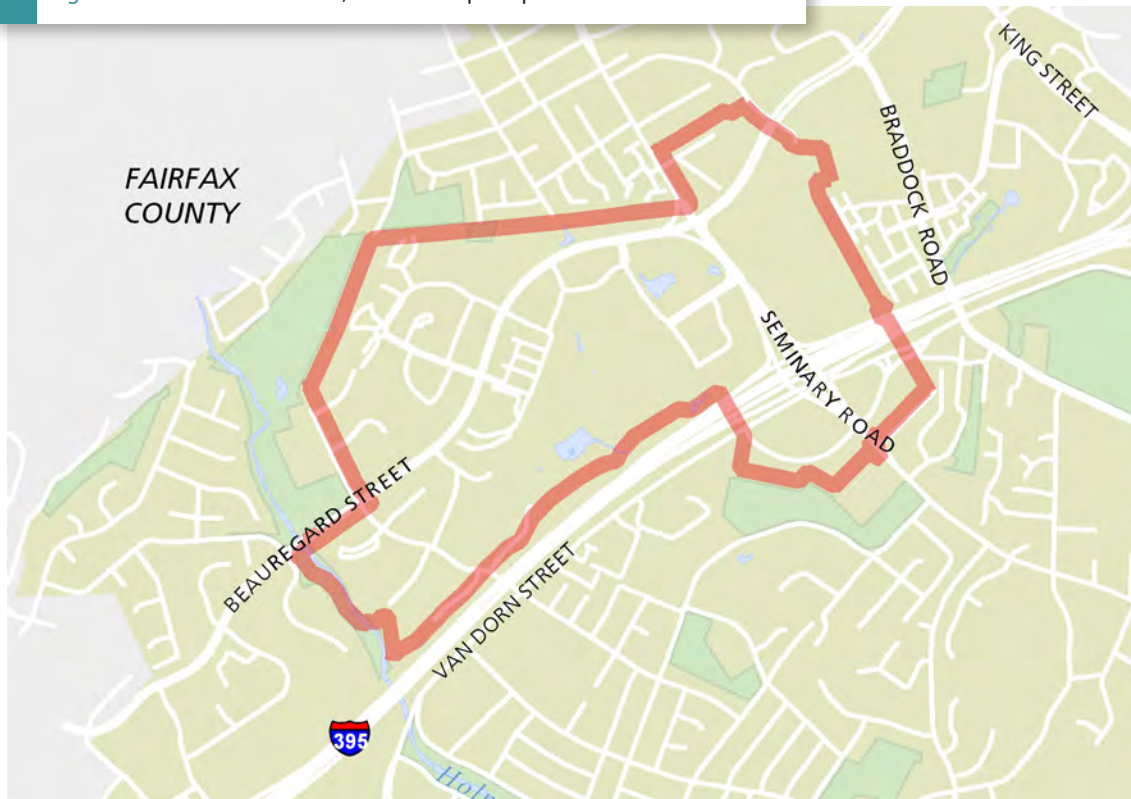 KING STREET
BRADDOCK ROAD
FAIRFAX
COUNTY
SEMINARY ROAD
BEAUREGARD STREET
VAN DORN STREET
395